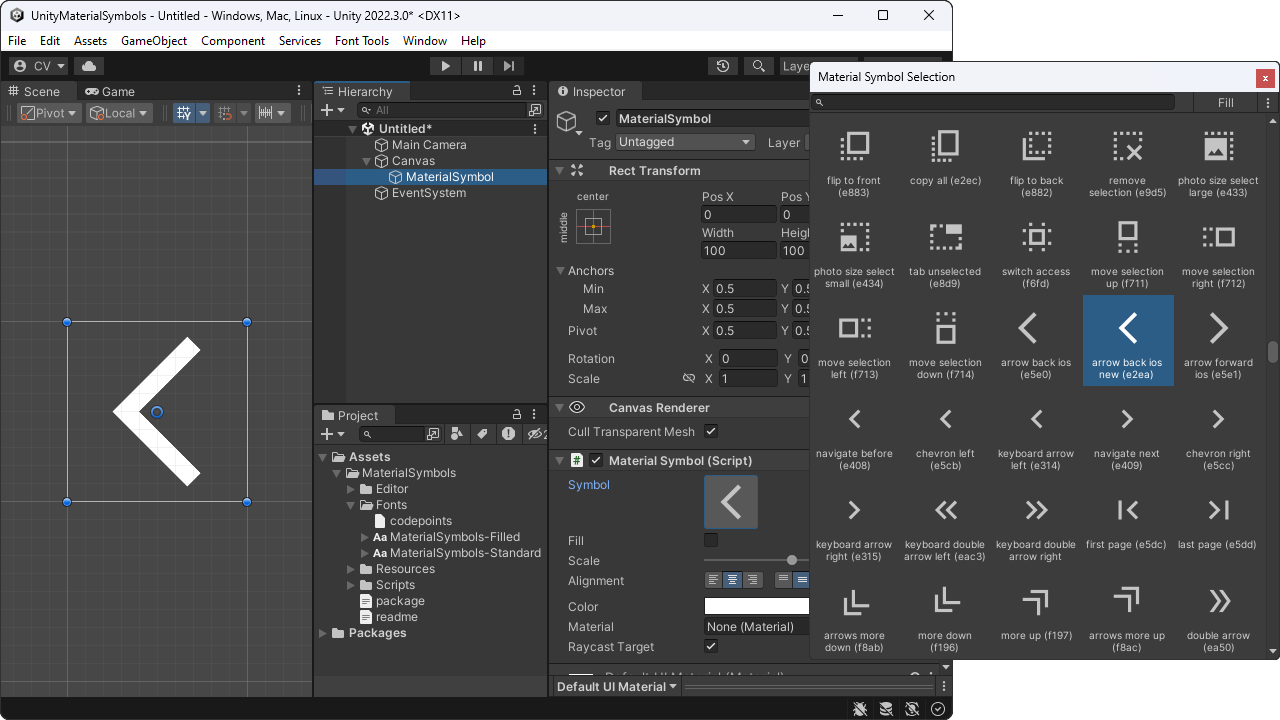 UnityMaterialSymbols - Untitled - Windows, Mac, Linux - Unity 2022.3.0* <DX11>
File Edit Assets GameObject Component Services Font Tools Window Help
CV
Laye
Scene Game
Pivot Local
Hierarchy
All
Untitled*
Main Camera
Canvas
MaterialSymbol
EventSystem
Project
2
Assets
MaterialSymbols
Editor
Fonts
codepoints
Aa MaterialSymbols-Filled
Aa MaterialSymbols-Standard
Resources
Scripts
package
readme
Packages
Inspector
MaterialSymbol
Tag Untagged Layer
Rect Transform
center
middle
Pos X Pos Y
0 0
Width Heigh
100 100
Anchors
Min X 0.5 Y 0.5
Max X 0.5 Y 0.5
Pivot X 0.5 Y 0.5
Rotation X 0 Y 0
Scale X 1 Y 1
Canvas Renderer
Cull Transparent Mesh
# Material Symbol (Script)
Symbol
Fill
Scale
Alignment
Color
Material None (Material)
Raycast Target
Default UI Material (Material)
Default UI Material
Material Symbol Selection x
Fill
flip to front (e883)
copy all (e2ec)
flip to back (e882)
remove selection (e9d5)
photo size select large (e433)
photo size select small (e434)
tab unselected (e8d9)
switch access (f6fd)
move selection up (f711)
move selection right (f712)
move selection left (f713)
move selection down (f714)
arrow back ios (e5e0)
arrow back ios new (e2ea)
arrow forward ios (e5e1)
navigate before (e408)
chevron left (e5cb)
keyboard arrow left (e314)
navigate next (e409)
chevron right (e5cc)
keyboard arrow right (e315)
keyboard double arrow left (eac3)
keyboard double arrow right
first page (e5dc)
last page (e5dd)
arrows more down (f8ab)
more down (f196)
more up (f197)
arrows more up (f8ac)
double arrow (ea50)